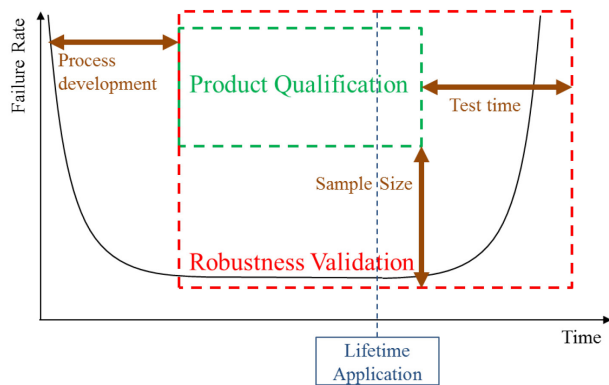 Failure Rate
Process
development
Product Qualification
Test time
Sample Size
Robustness Validation
Time
Lifetime
Application